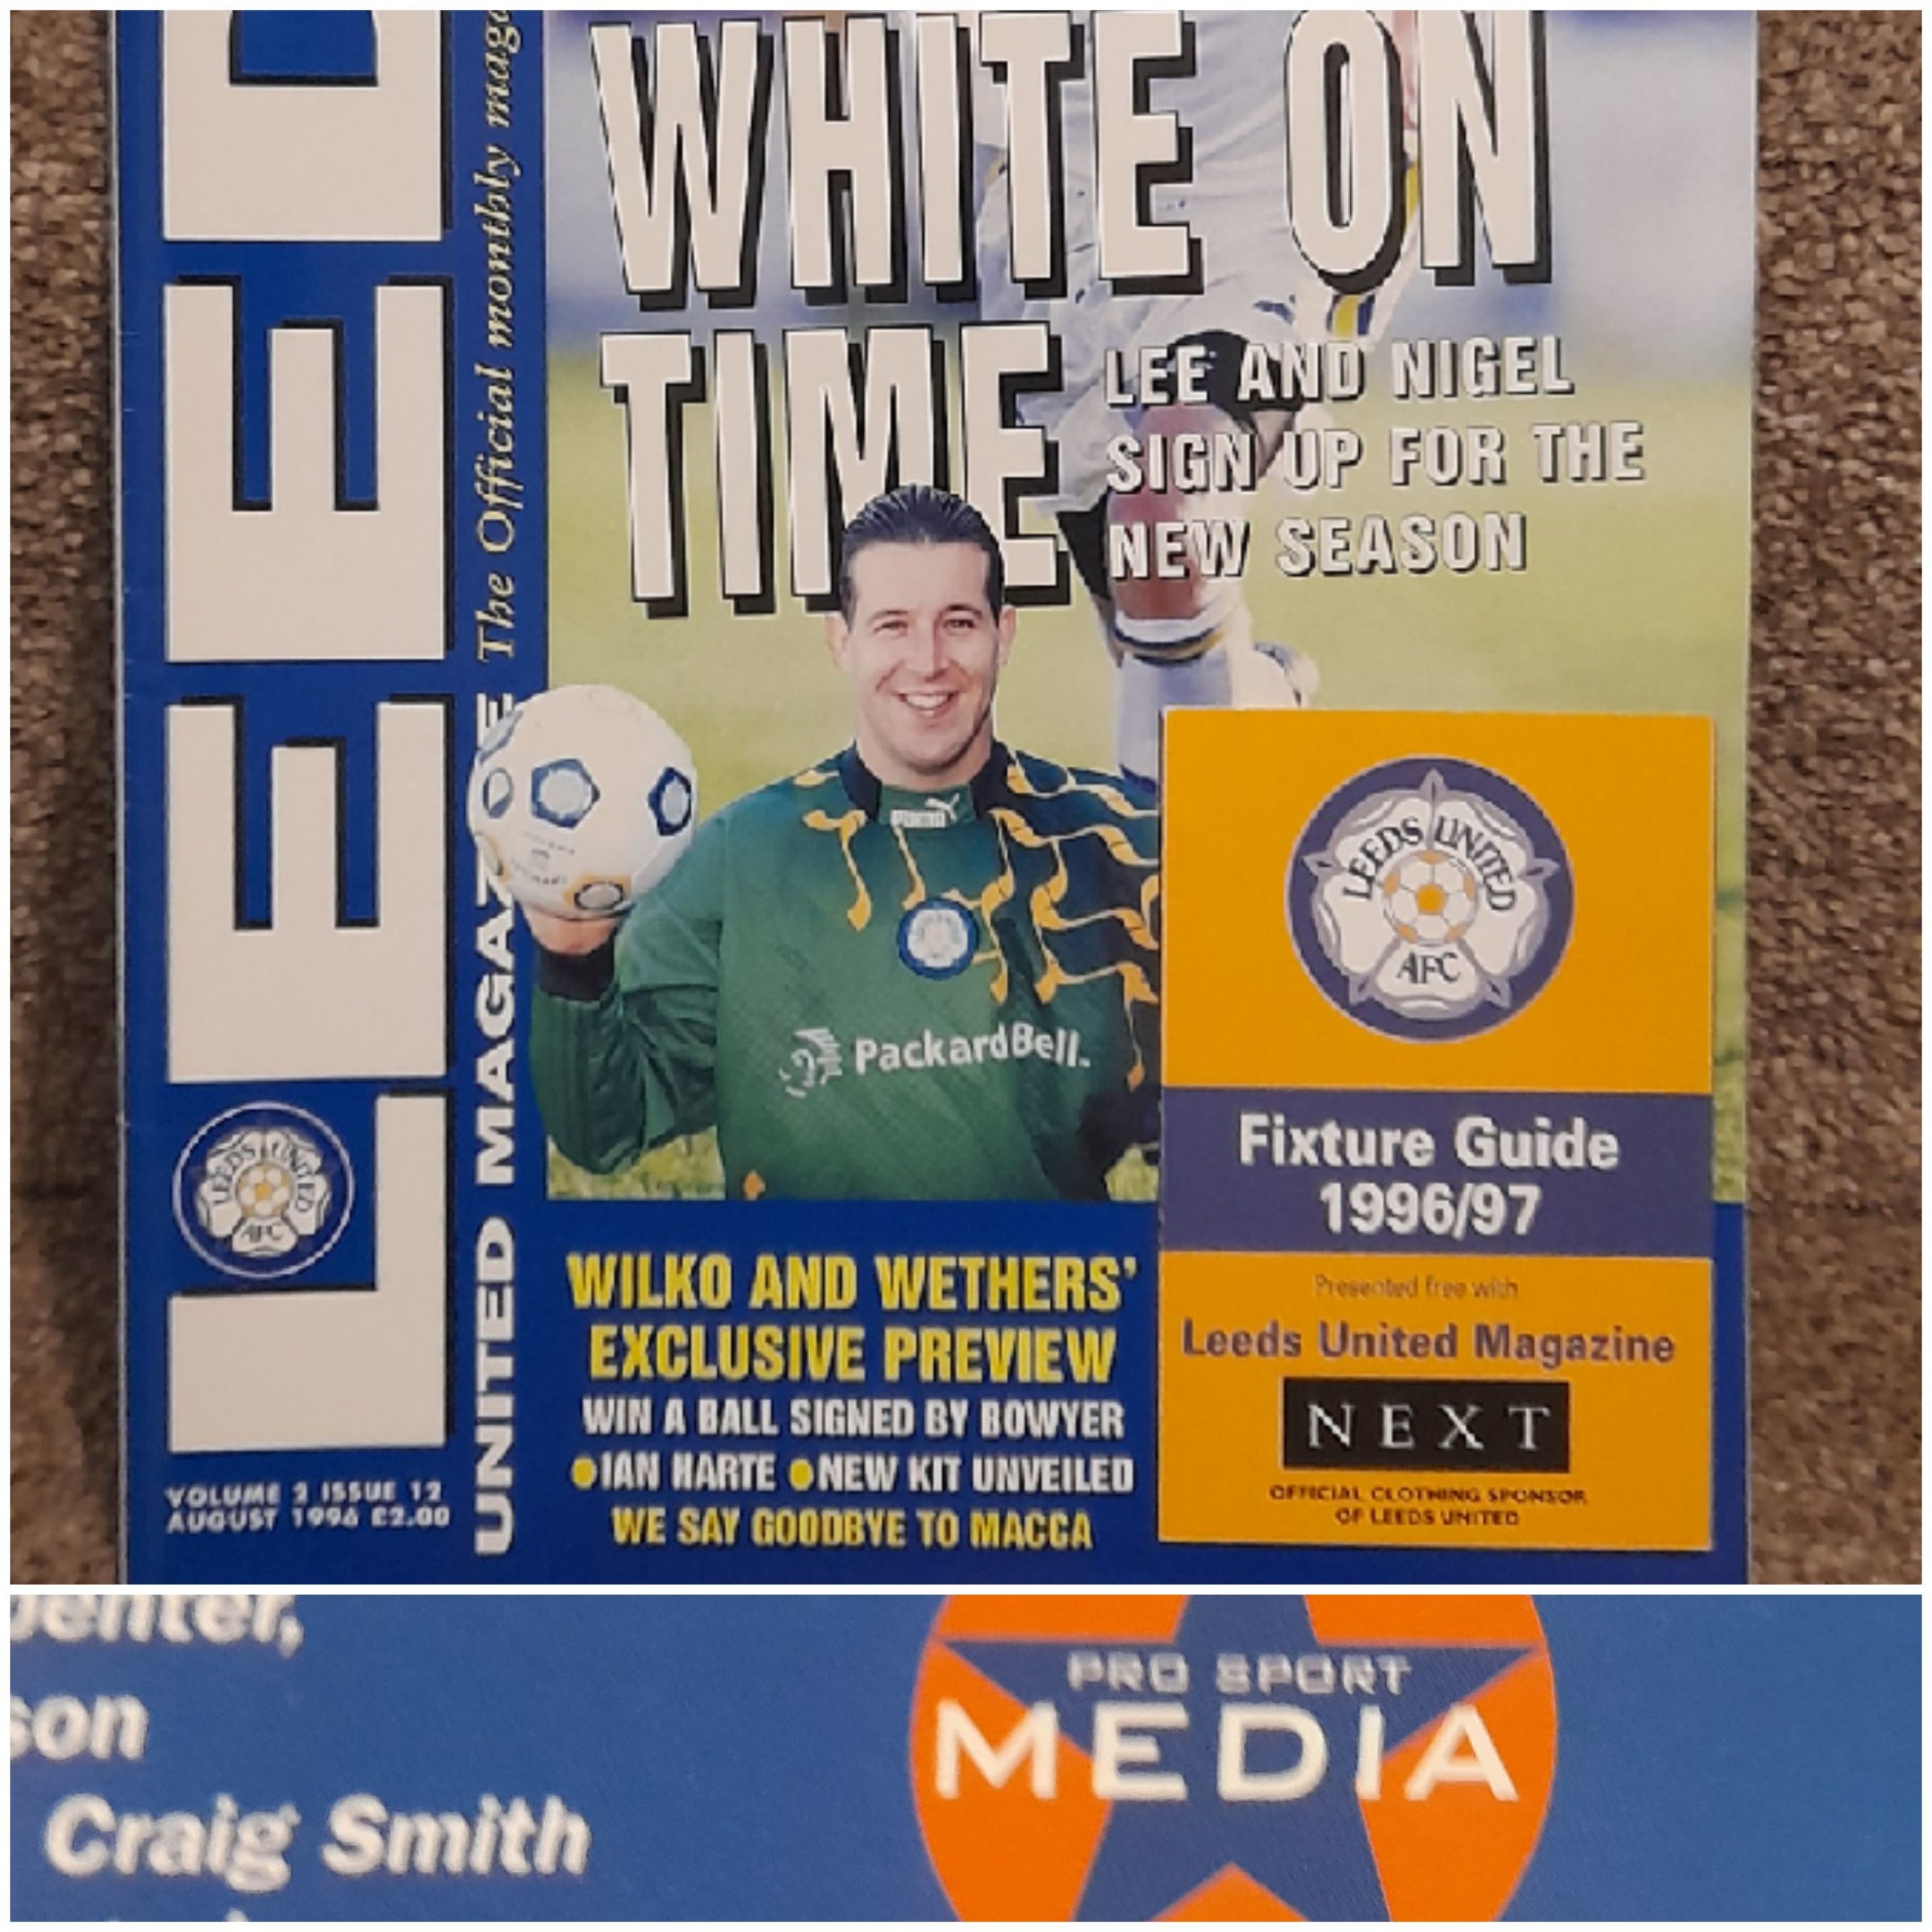 LEED
UNITED MAGAZINE The Official monthly
WHITE ON
TIME
LEE AND NIGEL
SIGN UP FOR THE
NEW SEASON
PUMA
PackardBell.
LEEDS UNITED
AFC
Fixture Guide
1996/97
Presented free with
Leeds United Magazine
NEXT
OFFICIAL CLOTHING SPONSOR
OF LEEDS UNITED
LEEDS UNITED
AFC
VOLUME 2 ISSUE 12
AUGUST 1996 £2.00
WILKO AND WETHERS'
EXCLUSIVE PREVIEW
WIN A BALL SIGNED BY BOWYER
●IAN HARTE ●NEW KIT UNVEILED
WE SAY GOODBYE TO MACCA
penter,
son
Craig Smith
PRO SPORT
MEDIA